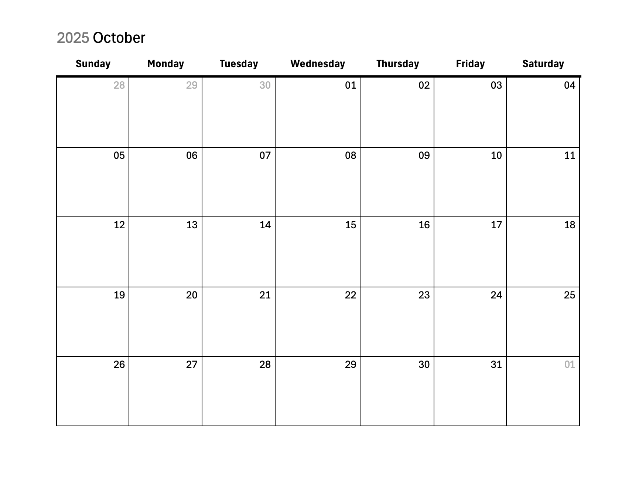 2025 October
Sunday Monday Tuesday Wednesday Thursday Friday Saturday
28 29 30 01 02 03 04
05 06 07 08 09 10 11
12 13 14 15 16 17 18
19 20 21 22 23 24 25
26 27 28 29 30 31 01